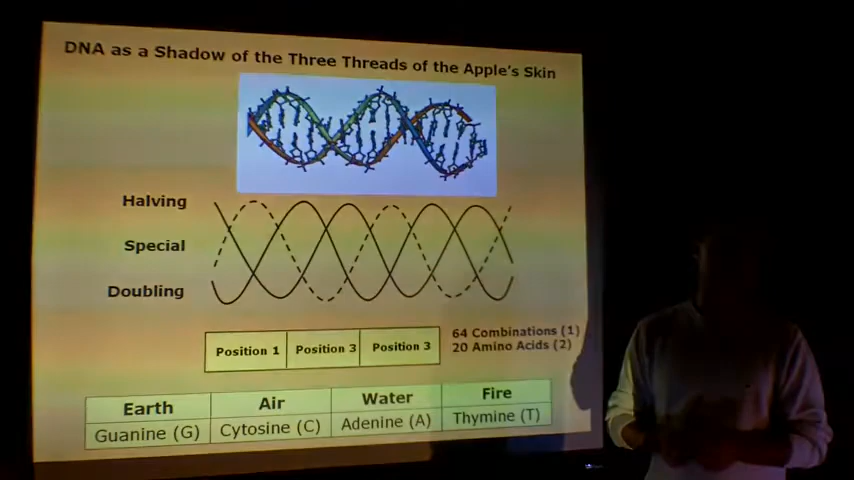 DNA as a Shadow of the Three Threads of the Apple's Skin
Halving
Special
Doubling
Position 1 Position 3 Position 3
64 Combinations (1)
20 Amino Acids (2)
Earth Air Water Fire
Guanine (G) Cytosine (C) Adenine (A) Thymine (T)